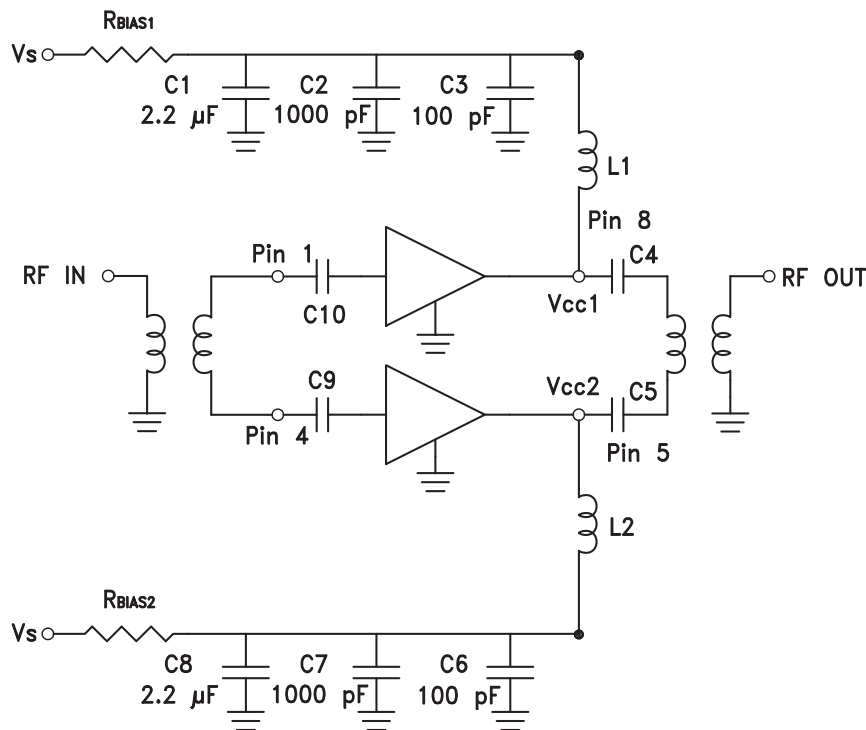 RBIAS1
Vs
C1 C2 C3
2.2 µF 1000 pF 100 pF
L1
Pin 8
Pin 1 C4
RF IN RF OUT
C10 Vcc1
C9 Vcc2 C5
Pin 4 Pin 5
L2
RBIAS2
Vs
C8 C7 C6
2.2 µF 1000 pF 100 pF